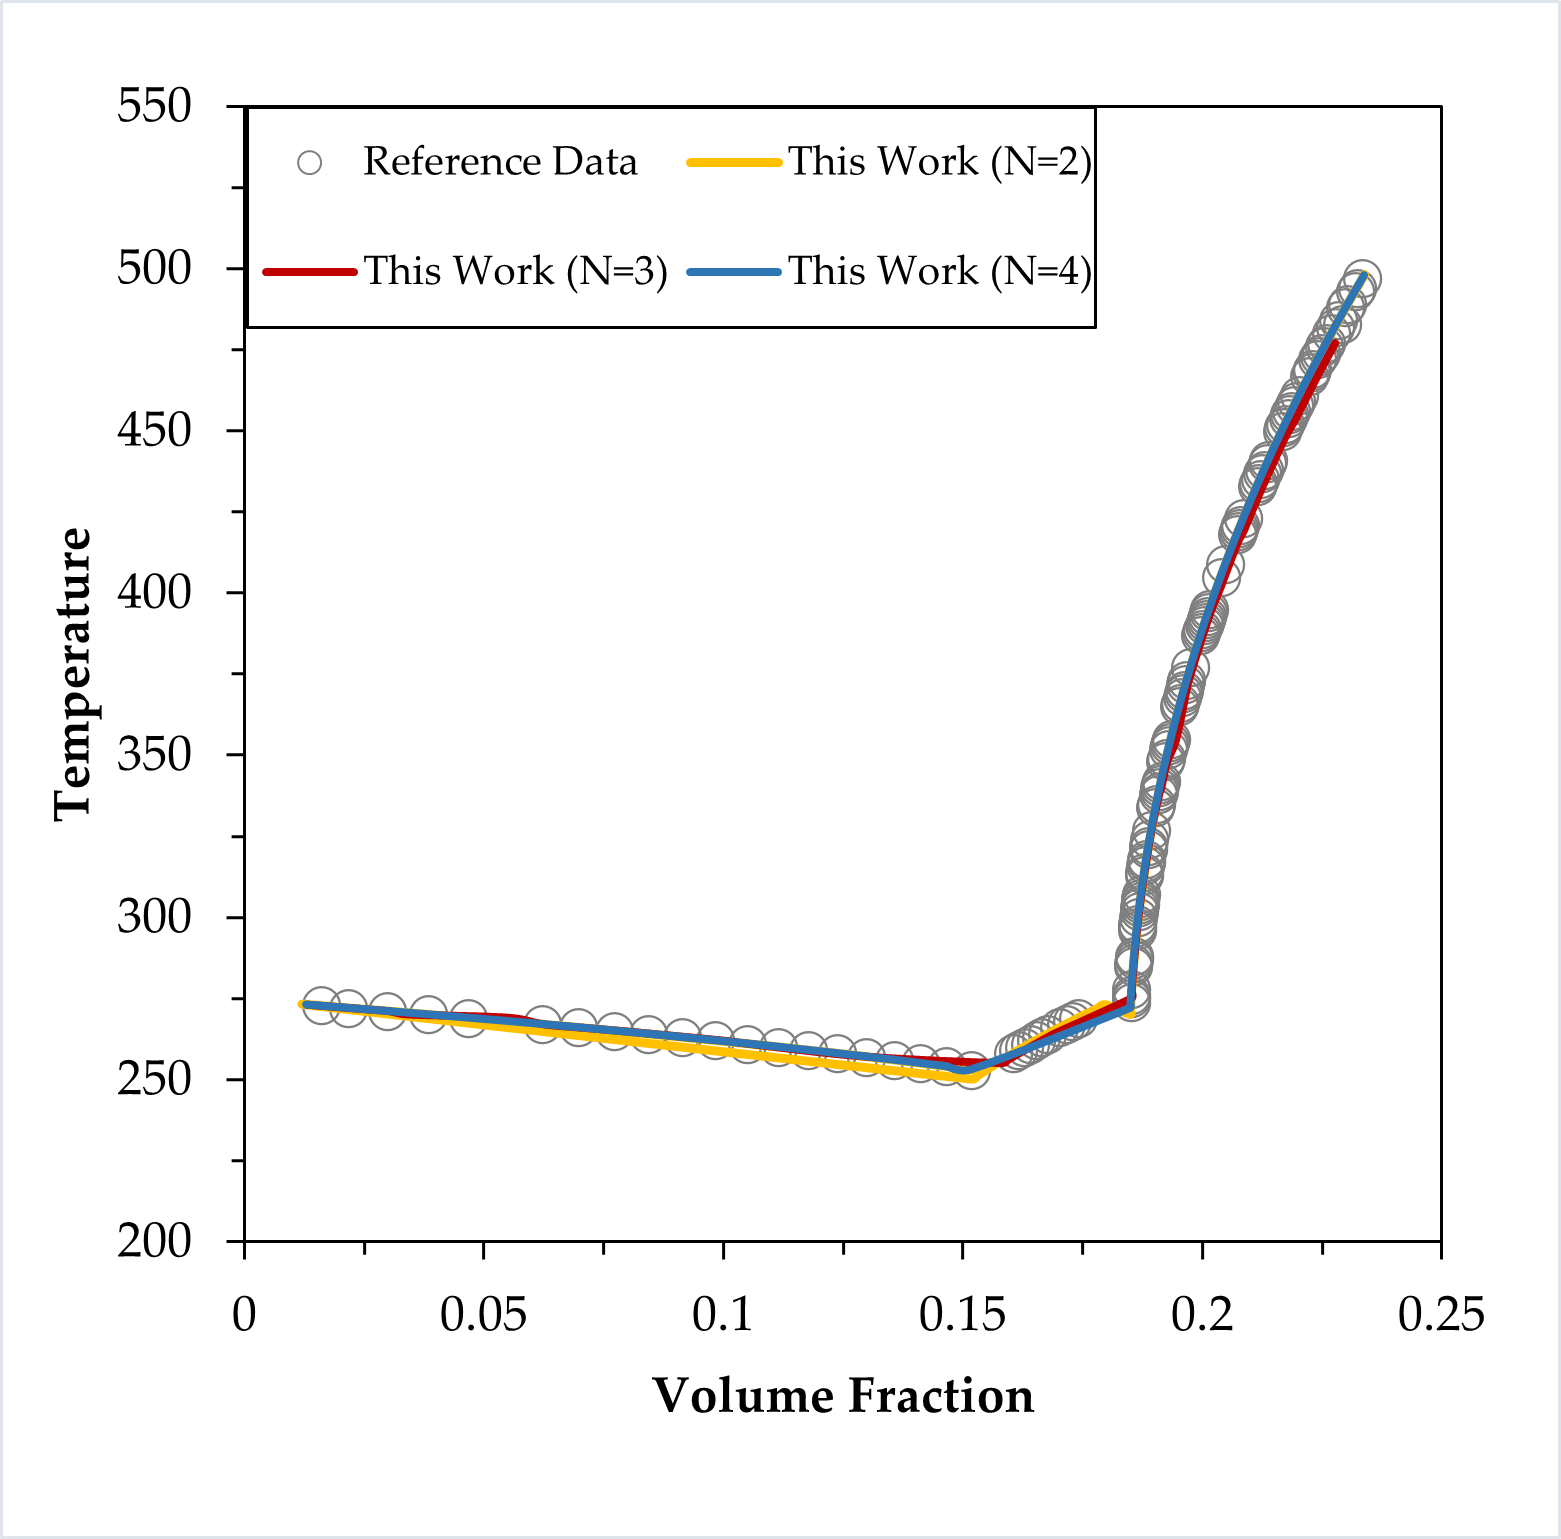 550
500
450
400
350
300
250
200
Temperature
Reference Data
This Work (N=2)
This Work (N=3)
This Work (N=4)
0 0.05 0.1 0.15 0.2 0.25
Volume Fraction